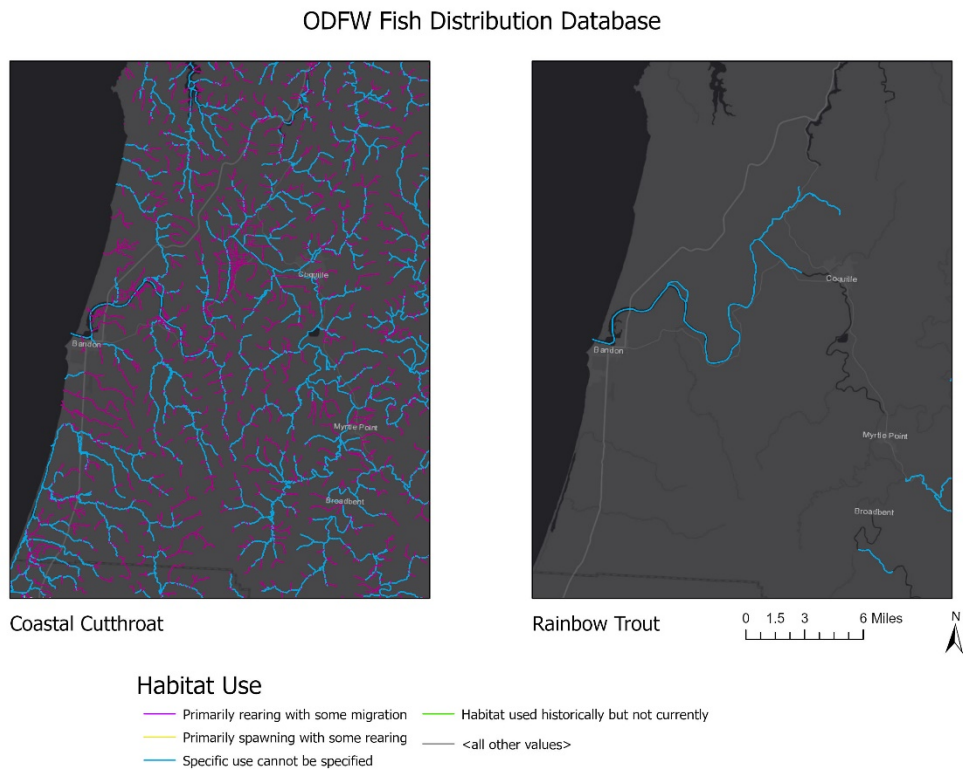 ODFW Fish Distribution Database
Coquille
Bandon
Myrtle Point
Broadbent
Coquille
Bandon
Myrtle Point
Broadbent
Coastal Cutthroat
Rainbow Trout
0 1.5 3 6 Miles
N
Habitat Use
Primarily rearing with some migration
Habitat used historically but not currently
Primarily spawning with some rearing
<all other values>
Specific use cannot be specified